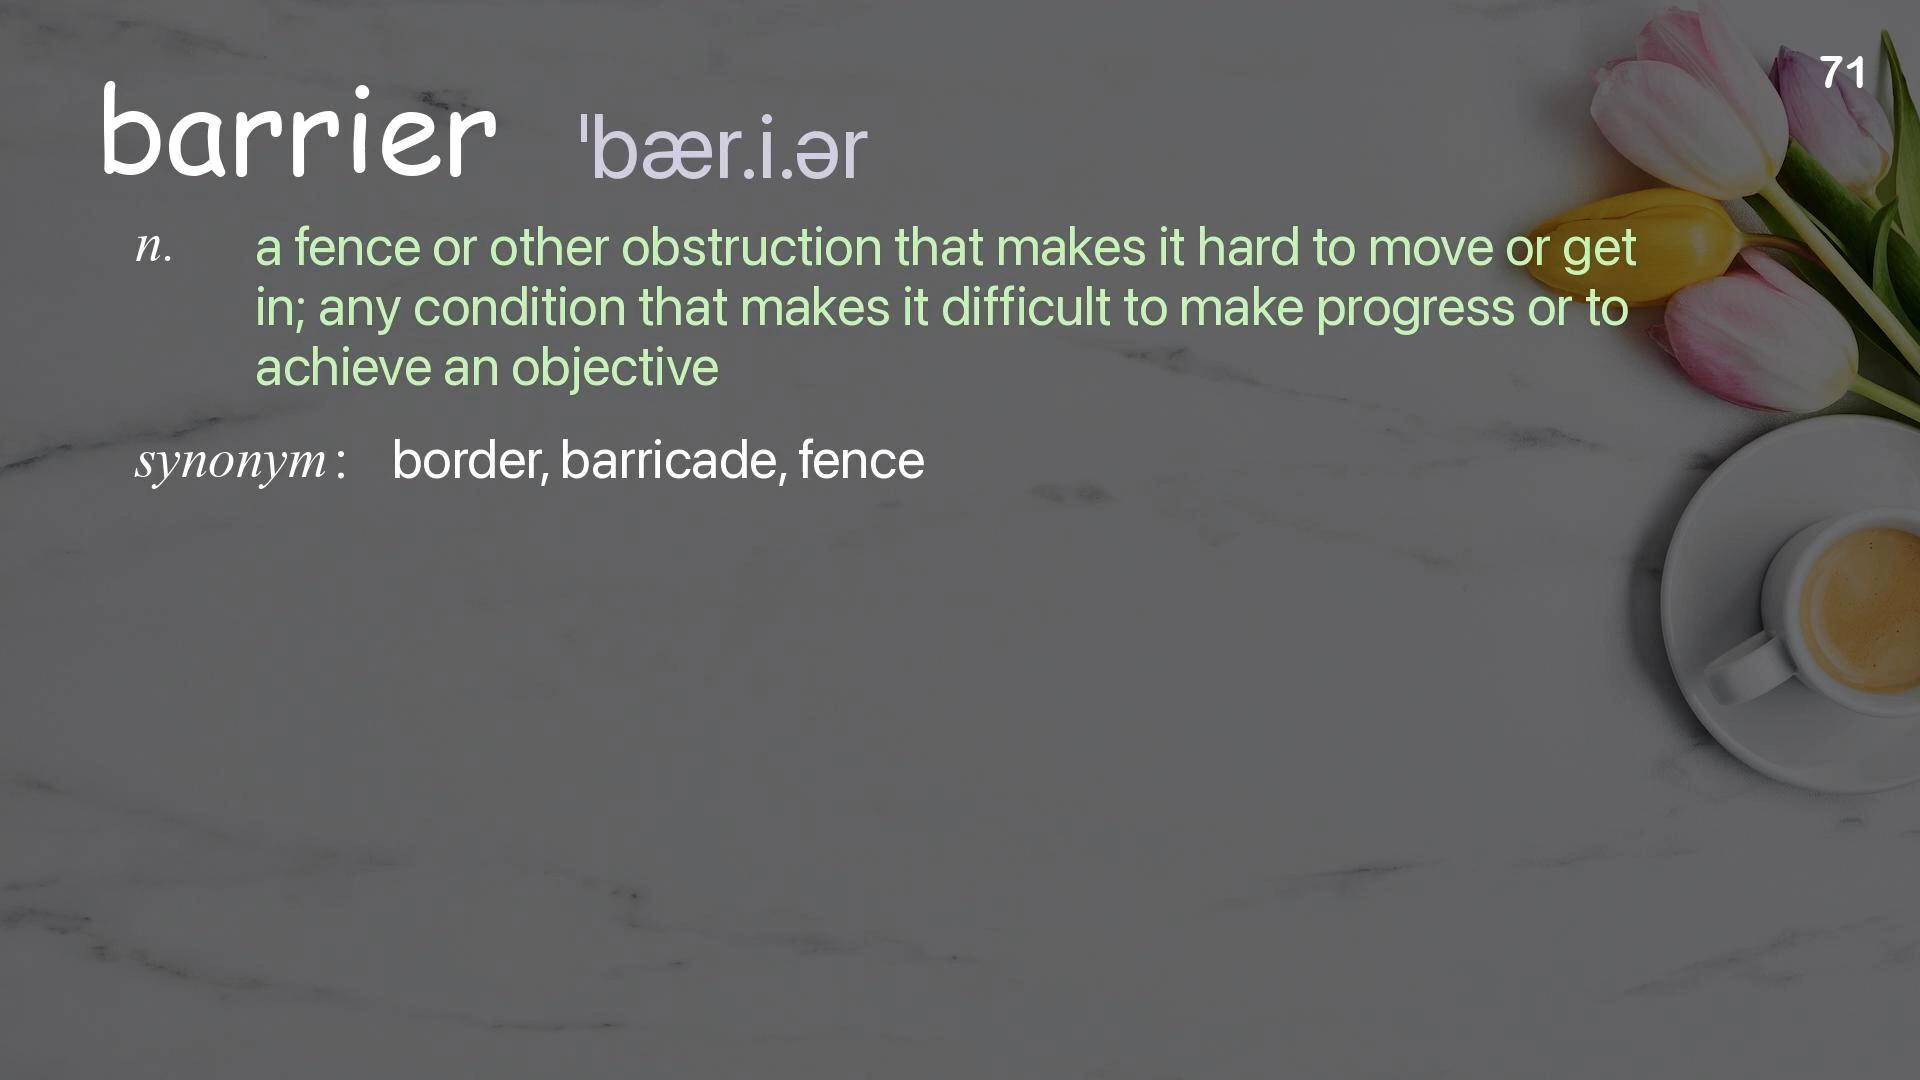 71
barrier ˈbær.i.ər
n. a fence or other obstruction that makes it hard to move or get
in; any condition that makes it difficult to make progress or to
achieve an objective
synonym: border, barricade, fence